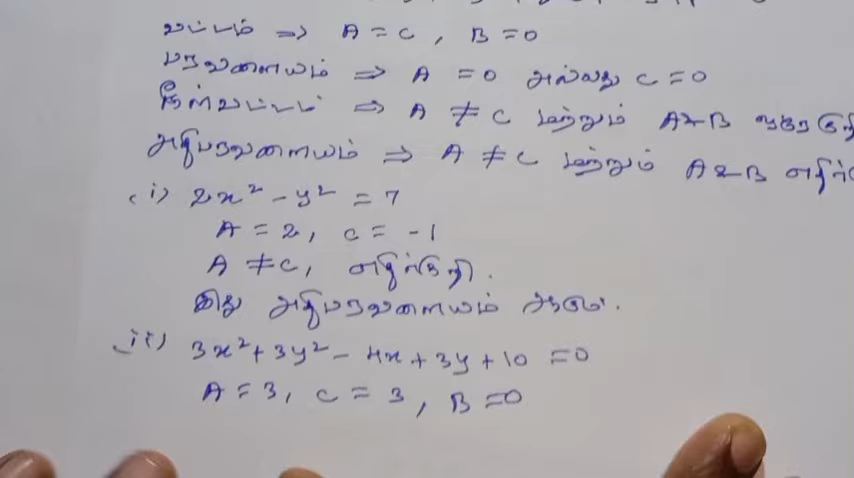 வட்டம் ⇒ A = C , B = 0
பரவளையம் ⇒ A = 0 அல்லது C = 0
நீள்வட்டம் ⇒ A ≠ C மற்றும் A & B ஒரே குறி
அதிபரவளையம் ⇒ A ≠ C மற்றும் A & B
(i) 2x² - y² = 7
A = 2, C = -1
A ≠ C, எதிர்குறி.
இது அதிபரவளையம் ஆகும்.
(ii) 3x² + 3y² - 4x + 3y + 10 = 0
A = 3, C = 3, B = 0